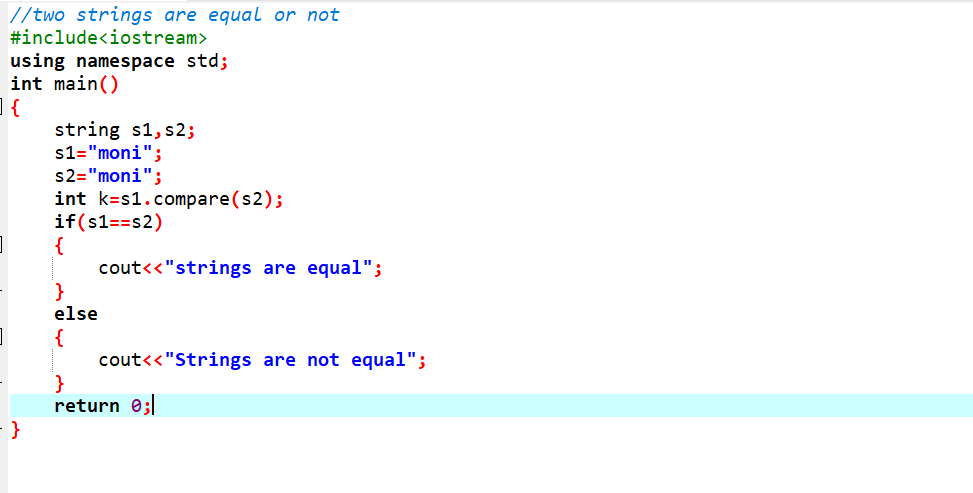 //two strings are equal or not
#include<iostream>
using namespace std;
int main()
{
    string s1,s2;
    s1="moni";
    s2="moni";
    int k=s1.compare(s2);
    if(s1==s2)
    {
        cout<<"strings are equal";
    }
    else
    {
        cout<<"Strings are not equal";
    }
    return 0;
}